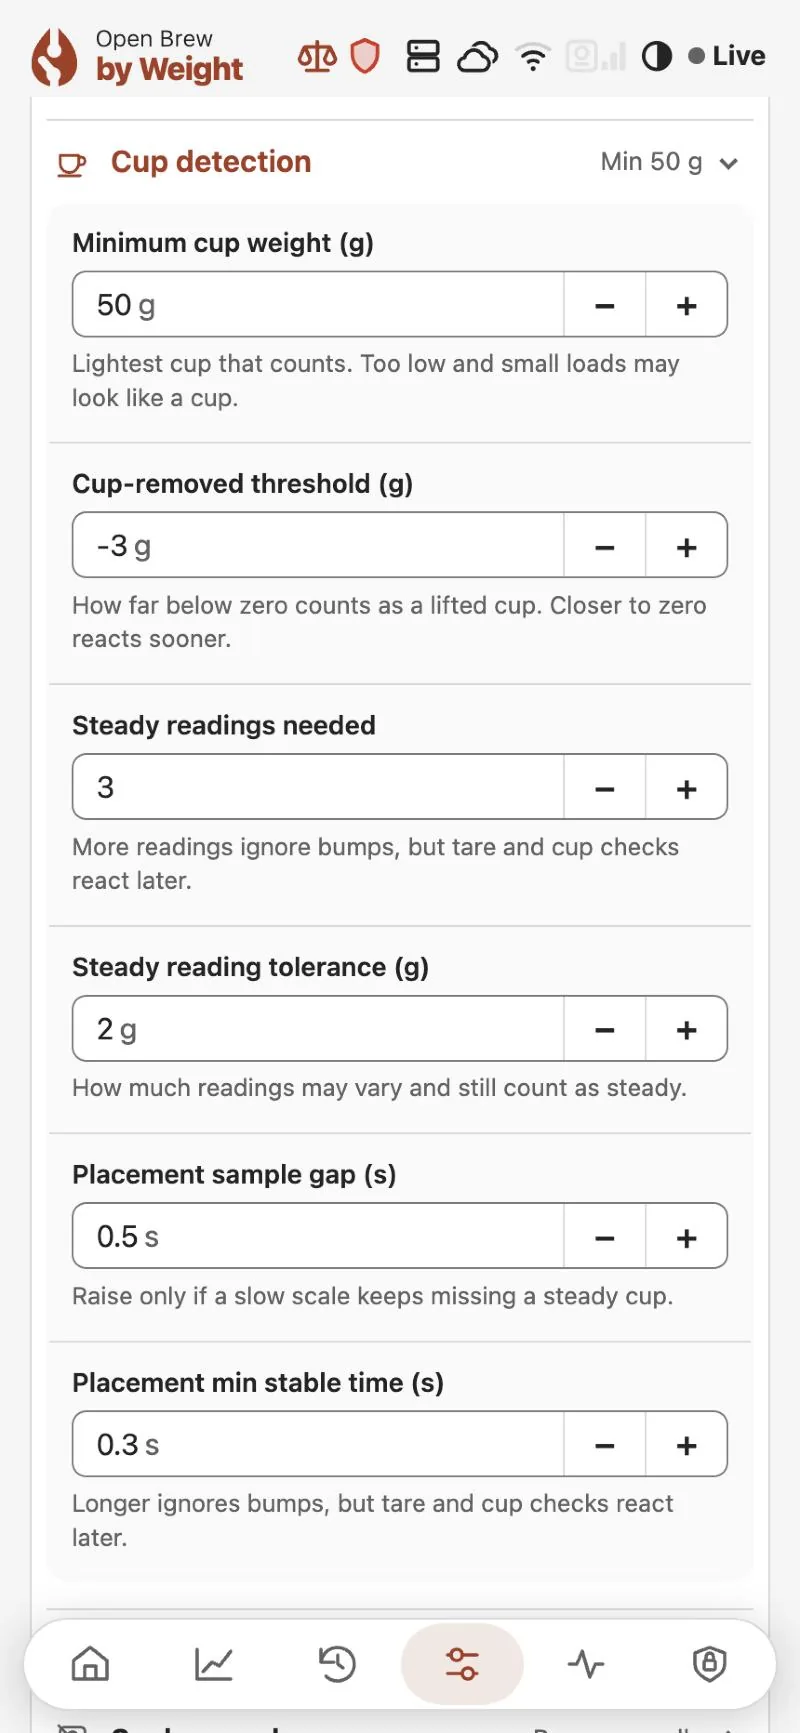 Open Brew
by Weight
Live
Cup detection
Min 50 g
Minimum cup weight (g)
50 g
Lightest cup that counts. Too low and small loads may
look like a cup.
Cup-removed threshold (g)
-3 g
How far below zero counts as a lifted cup. Closer to zero
reacts sooner.
Steady readings needed
3
More readings ignore bumps, but tare and cup checks
react later.
Steady reading tolerance (g)
2 g
How much readings may vary and still count as steady.
Placement sample gap (s)
0.5 s
Raise only if a slow scale keeps missing a steady cup.
Placement min stable time (s)
0.3 s
Longer ignores bumps, but tare and cup checks react
later.